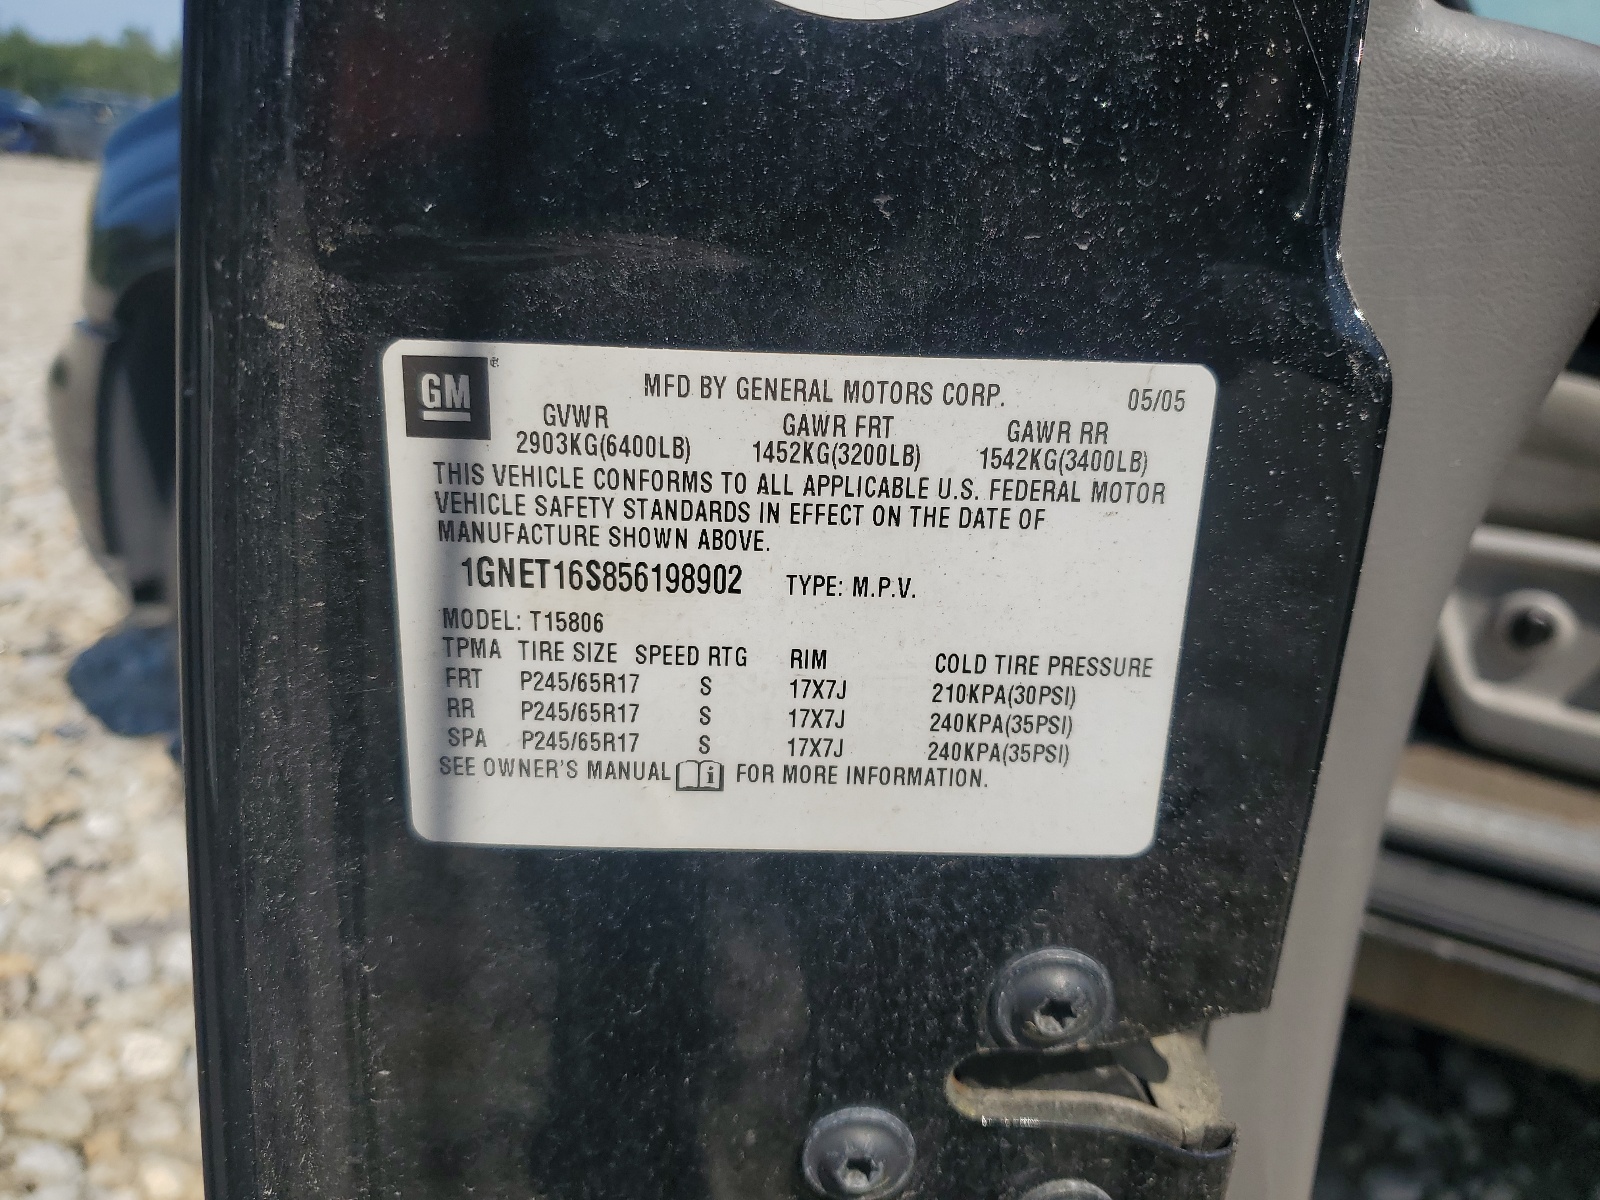 GM ®
MFD BY GENERAL MOTORS CORP. 05/05
GVWR GAWR FRT GAWR RR
2903KG(6400LB) 1452KG(3200LB) 1542KG(3400LB)
THIS VEHICLE CONFORMS TO ALL APPLICABLE U.S. FEDERAL MOTOR
VEHICLE SAFETY STANDARDS IN EFFECT ON THE DATE OF
MANUFACTURE SHOWN ABOVE.
1GNET16S856198902 TYPE: M.P.V.
MODEL: T15806
TPMA TIRE SIZE SPEED RTG RIM COLD TIRE PRESSURE
FRT P245/65R17 S 17X7J 210KPA(30PSI)
RR P245/65R17 S 17X7J 240KPA(35PSI)
SPA P245/65R17 S 17X7J 240KPA(35PSI)
SEE OWNER'S MANUAL i FOR MORE INFORMATION.